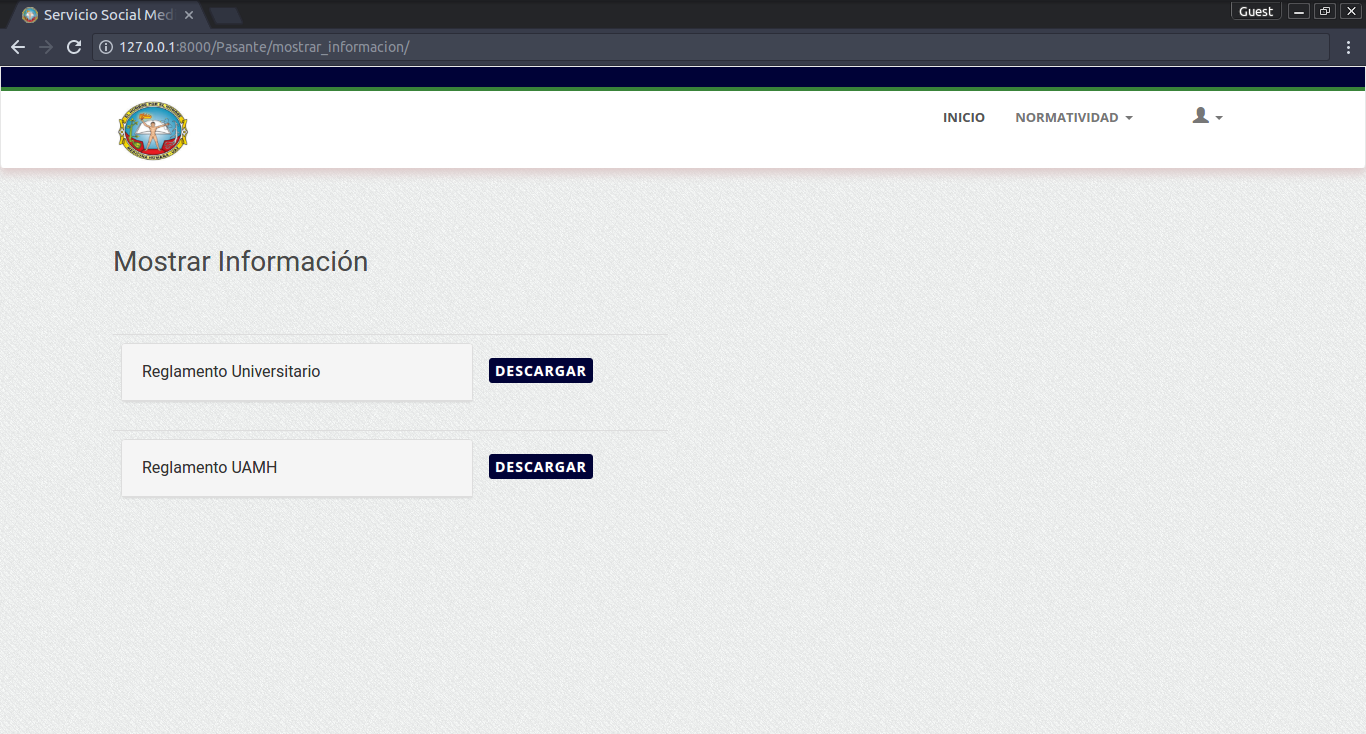 Servicio Social Med
Guest
127.0.0.1:8000/Pasante/mostrar_informacion/
INICIO
NORMATIVIDAD
Mostrar Información
Reglamento Universitario
DESCARGAR
Reglamento UAMH
DESCARGAR